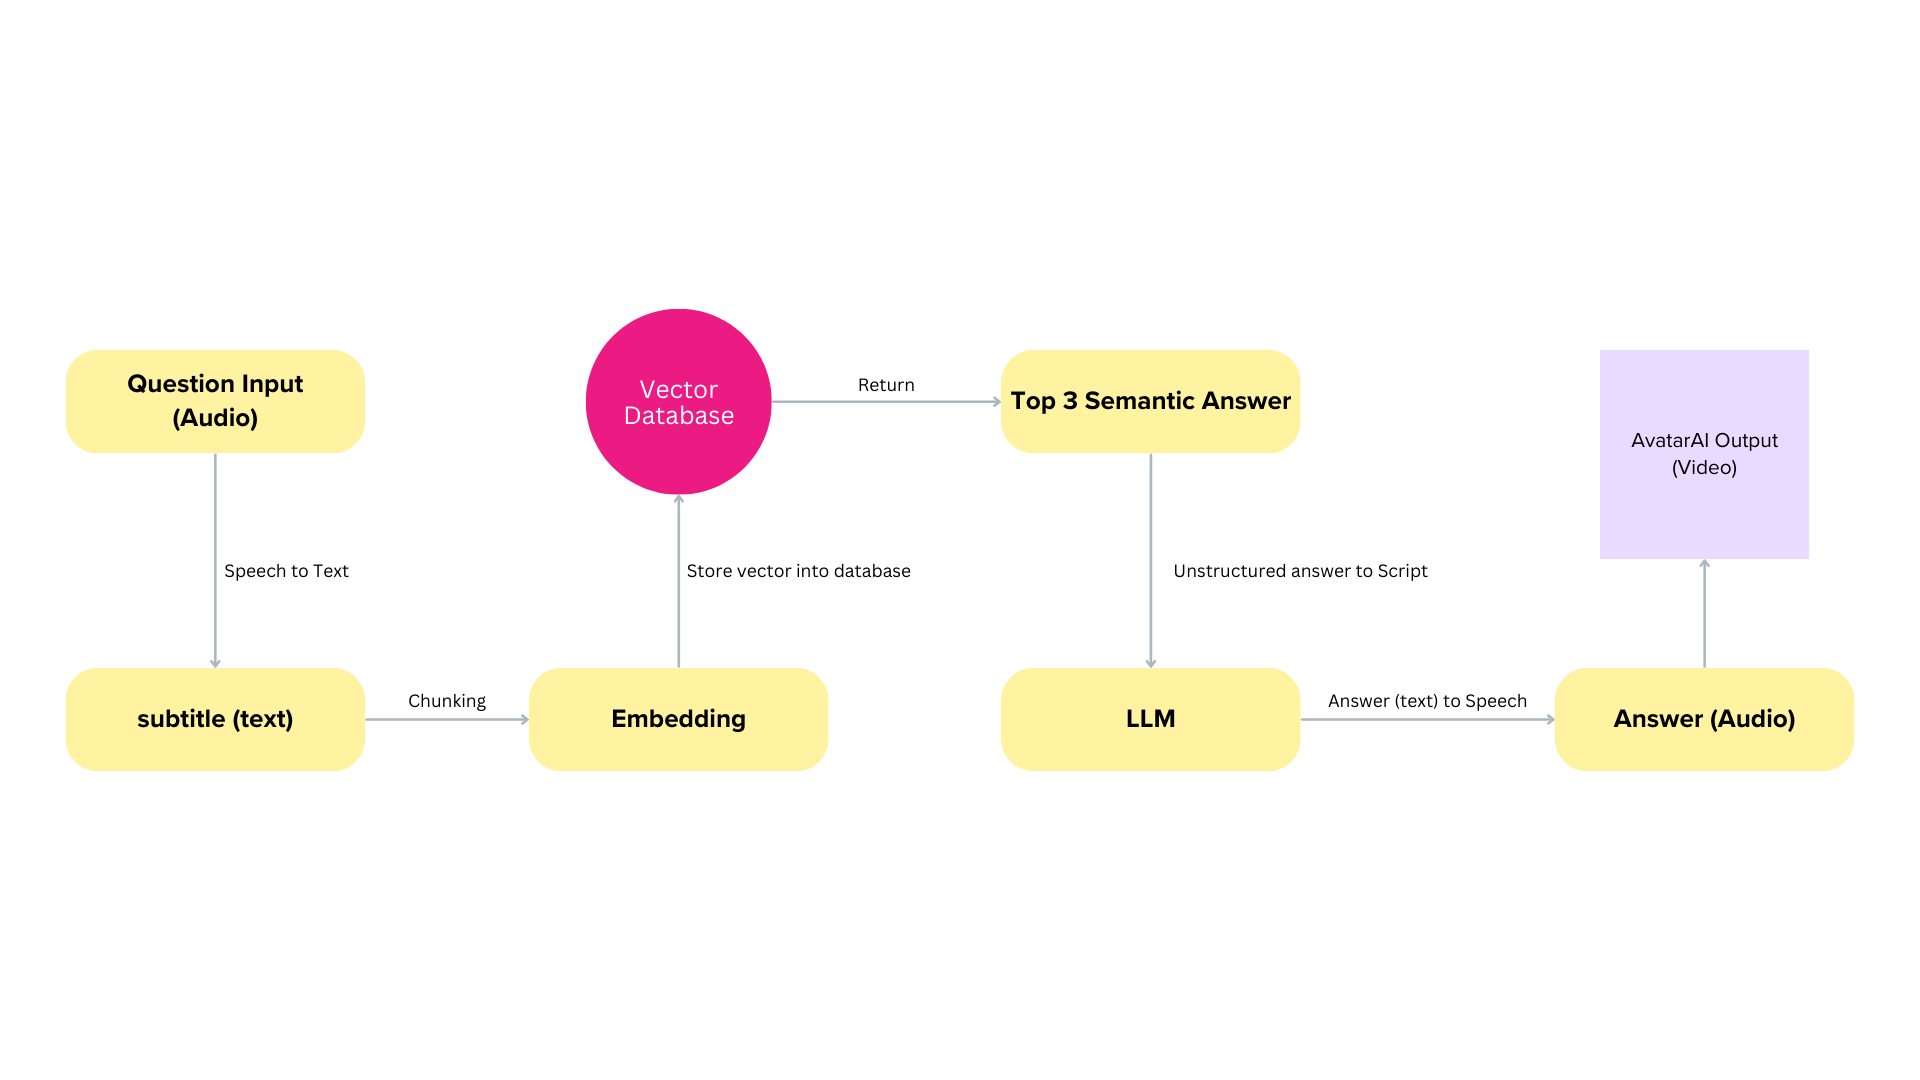 Question Input
(Audio)
Speech to Text
subtitle (text)
Chunking
Embedding
Store vector into database
Vector
Database
Return
Top 3 Semantic Answer
Unstructured answer to Script
LLM
Answer (text) to Speech
Answer (Audio)
AvatarAI Output
(Video)